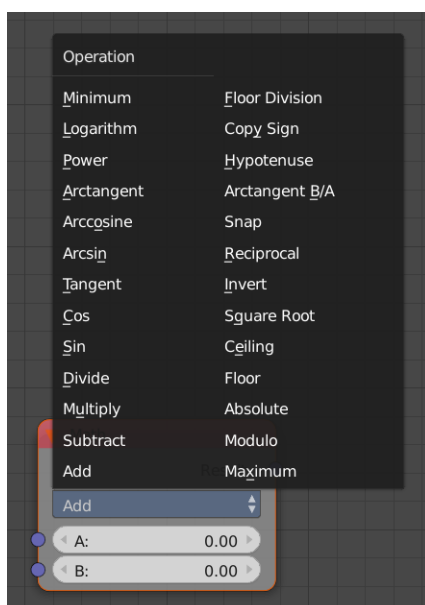 Operation
Minimum
Logarithm
Power
Arctangent
Arccosine
Arcsin
Tangent
Cos
Sin
Divide
Multiply
Subtract
Add
Floor Division
Copy Sign
Hypotenuse
Arctangent B/A
Snap
Reciprocal
Invert
Square Root
Ceiling
Floor
Absolute
Modulo
Maximum
Add
A: 0.00
B: 0.00